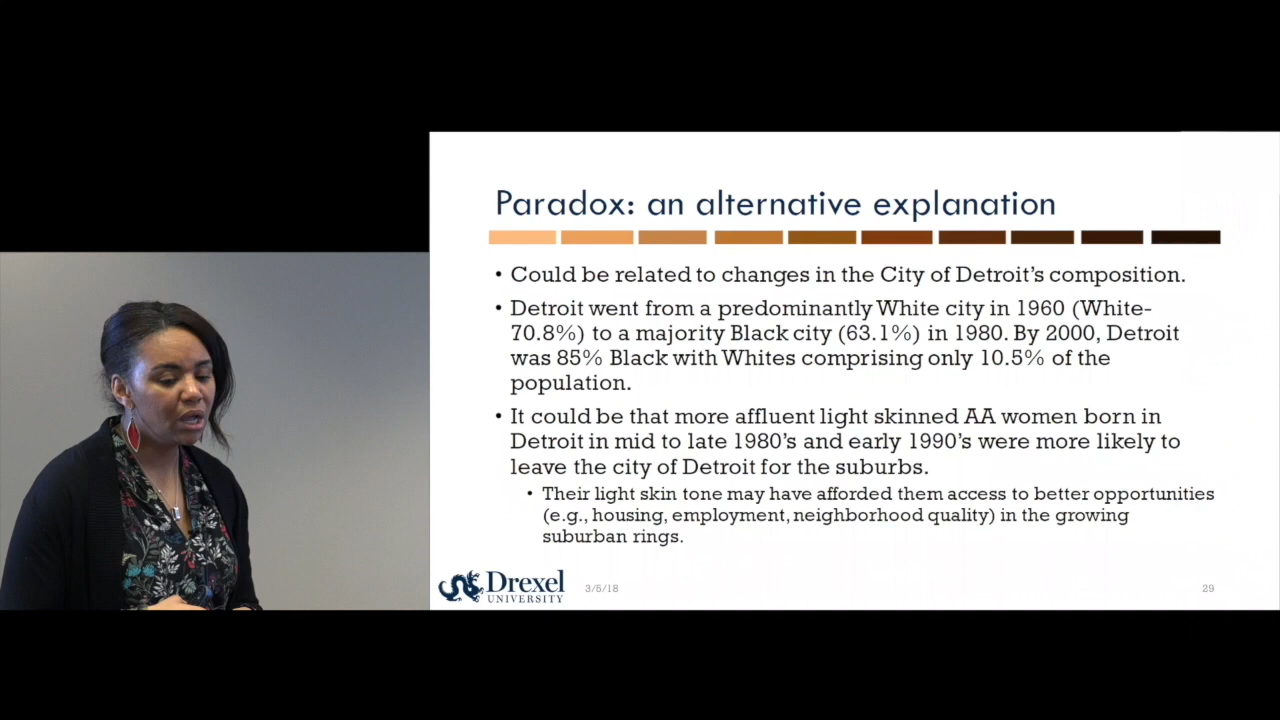 Paradox: an alternative explanation
• Could be related to changes in the City of Detroit's composition.
• Detroit went from a predominantly White city in 1960 (White-
70.8%) to a majority Black city (63.1%) in 1980. By 2000, Detroit
was 85% Black with Whites comprising only 10.5% of the
population.
• It could be that more affluent light skinned AA women born in
Detroit in mid to late 1980's and early 1990's were more likely to
leave the city of Detroit for the suburbs.
• Their light skin tone may have afforded them access to better opportunities
(e.g., housing, employment, neighborhood quality) in the growing
suburban rings.
Drexel
UNIVERSITY
3/5/18
29